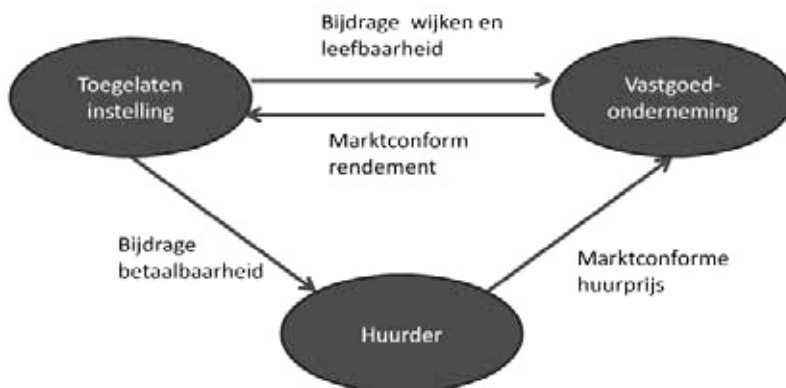 Bijdrage wijken en
leefbaarheid
Toegelaten
instelling
Vastgoed-
onderneming
Marktconform
rendement
Bijdrage
betaalbaarheid
Marktconforme
huurprijs
Huurder